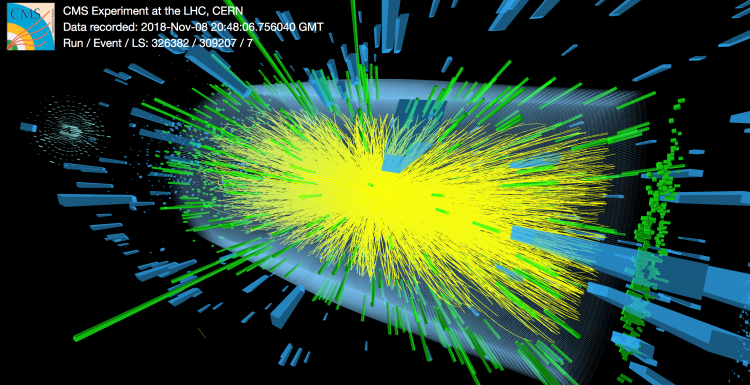 CMS
CMS Experiment at the LHC, CERN
Data recorded: 2018-Nov-08 20:48:06.756040 GMT
Run / Event / LS: 326382 / 309207 / 7